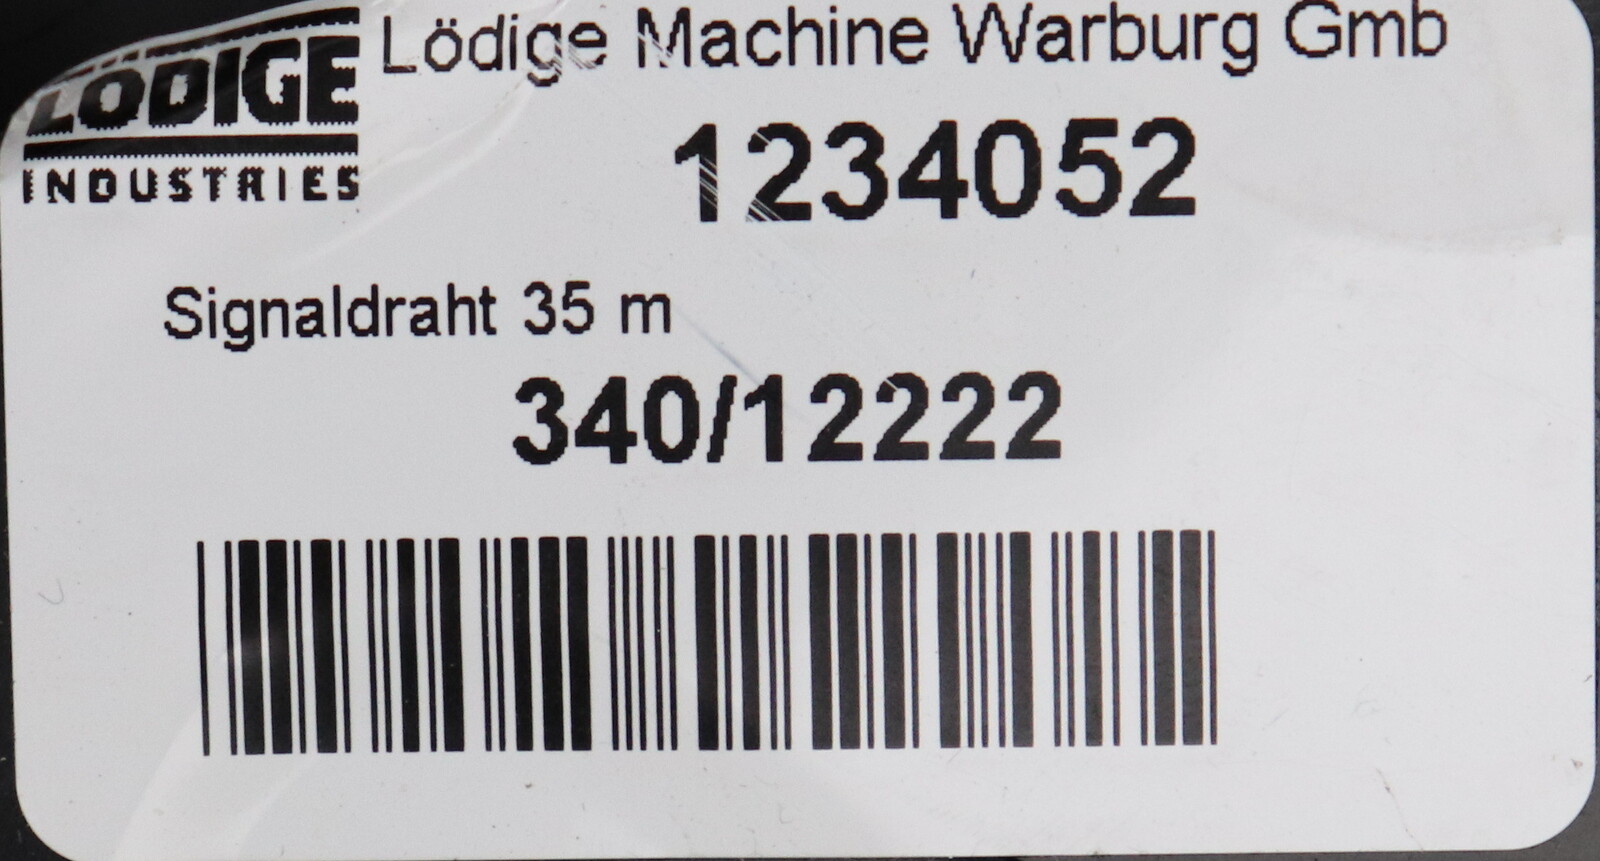 LÖDIGE
INDUSTRIES
Lödige Machine Warburg Gmb
1234052
Signaldraht 35 m
340/12222